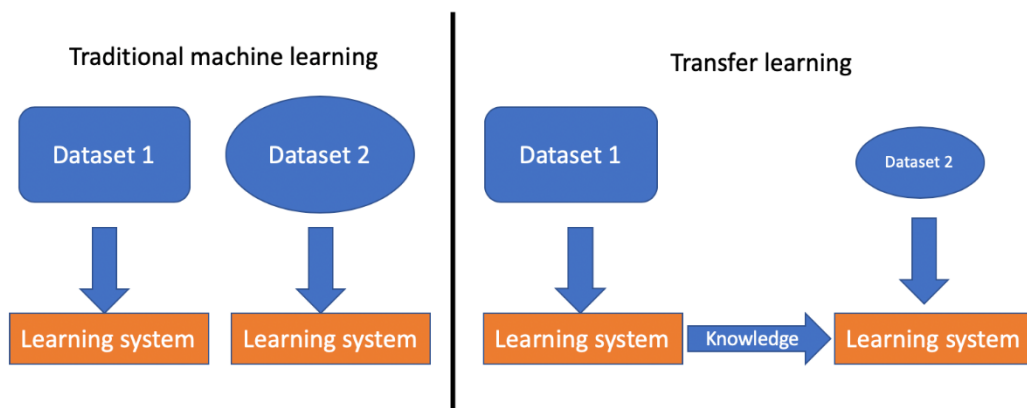 Traditional machine learning
Dataset 1
Dataset 2
Learning system
Learning system
Transfer learning
Dataset 1
Dataset 2
Learning system
Knowledge
Learning system